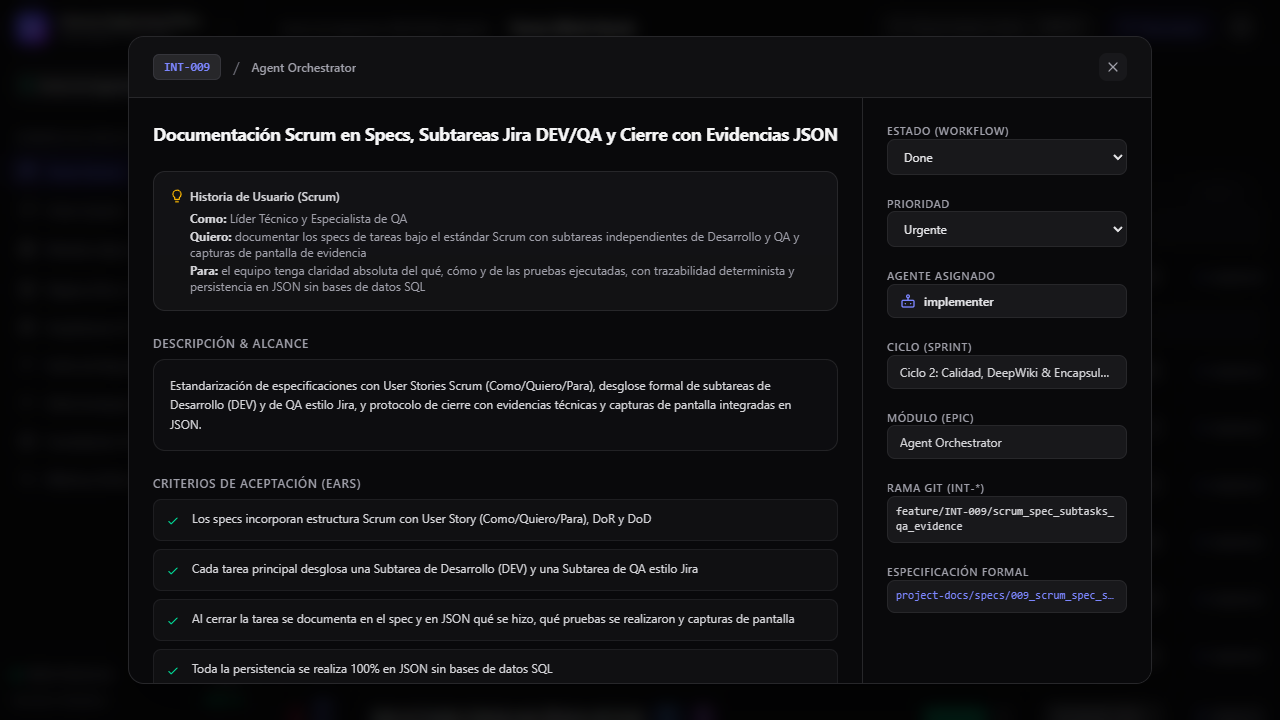 INT-009 / Agent Orchestrator
Documentación Scrum en Specs, Subtareas Jira DEV/QA y Cierre con Evidencias JSON
Historia de Usuario (Scrum)
Como: Líder Técnico y Especialista de QA
Quiero: documentar los specs de tareas bajo el estándar Scrum con subtareas independientes de Desarrollo y QA y
capturas de pantalla de evidencia
Para: el equipo tenga claridad absoluta del qué, cómo y de las pruebas ejecutadas, con trazabilidad determinista y
persistencia en JSON sin bases de datos SQL
DESCRIPCIÓN & ALCANCE
Estandarización de especificaciones con User Stories Scrum (Como/Quiero/Para), desglose formal de subtareas de
Desarrollo (DEV) y de QA estilo Jira, y protocolo de cierre con evidencias técnicas y capturas de pantalla integradas en
JSON.
CRITERIOS DE ACEPTACIÓN (EARS)
Los specs incorporan estructura Scrum con User Story (Como/Quiero/Para), DoR y DoD
Cada tarea principal desglosa una Subtarea de Desarrollo (DEV) y una Subtarea de QA estilo Jira
Al cerrar la tarea se documenta en el spec y en JSON qué se hizo, qué pruebas se realizaron y capturas de pantalla
Toda la persistencia se realiza 100% en JSON sin bases de datos SQL
ESTADO (WORKFLOW)
Done
PRIORIDAD
Urgente
AGENTE ASIGNADO
implementer
CICLO (SPRINT)
Ciclo 2: Calidad, DeepWiki & Encapsul...
MÓDULO (EPIC)
Agent Orchestrator
RAMA GIT (INT-*)
feature/INT-009/scrum_spec_subtasks_
qa_evidence
ESPECIFICACIÓN FORMAL
project-docs/specs/009_scrum_spec_s…